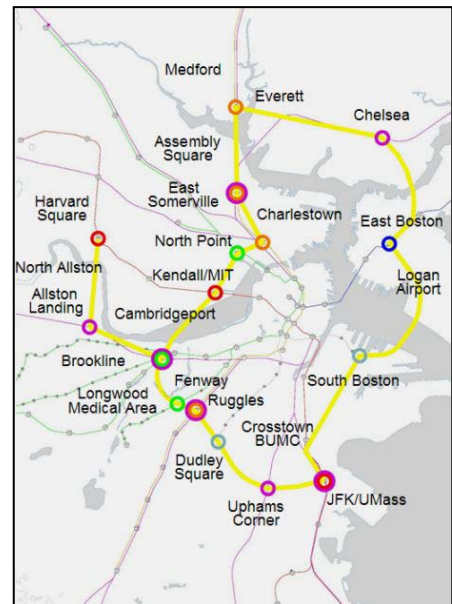 Medford
Everett
Chelsea
Assembly
Square
East
Somerville
Harvard
Square
Charlestown
East Boston
North Point
North Allston
Kendall/MIT
Logan
Airport
Allston
Landing
Cambridgeport
Brookline
Fenway
South Boston
Longwood
Medical Area
Ruggles
Crosstown
BUMC
Dudley
Square
JFK/UMass
Uphams
Corner